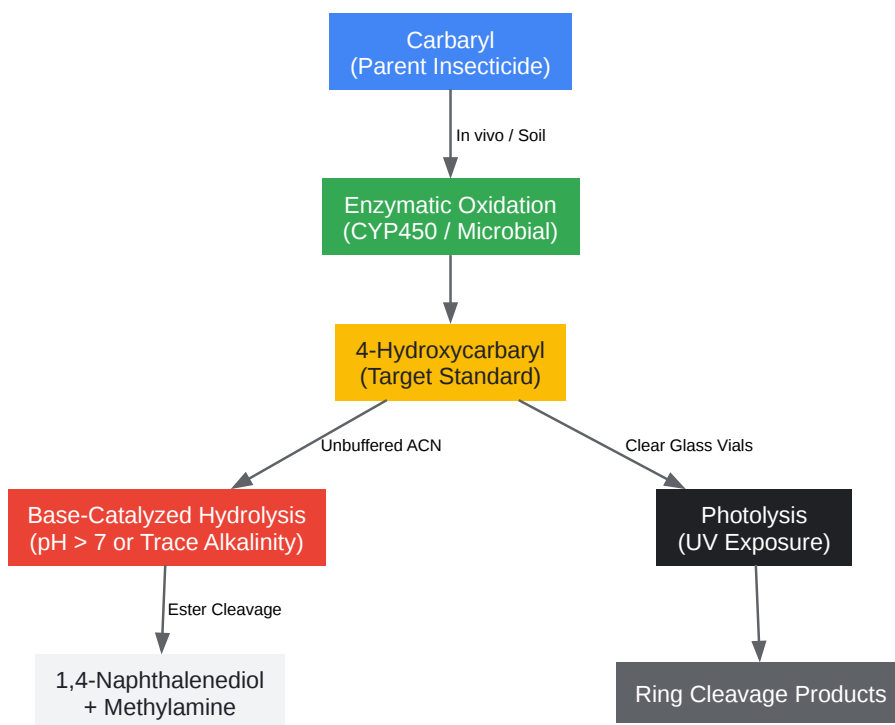 Carbaryl
(Parent Insecticide)
In vivo / Soil
Enzymatic Oxidation
(CYP450 / Microbial)
4-Hydroxycarbaryl
(Target Standard)
Unbuffered ACN
Clear Glass Vials
Base-Catalyzed Hydrolysis
(pH > 7 or Trace Alkalinity)
Photolysis
(UV Exposure)
Ester Cleavage
1,4-Naphthalenediol
+ Methylamine
Ring Cleavage Products